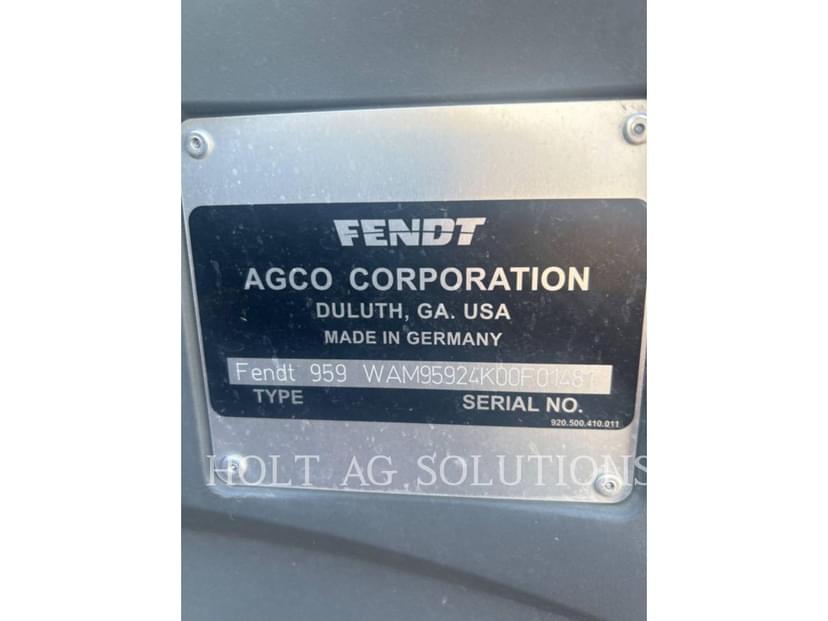 FENDT
AGCO CORPORATION
DULUTH, GA. USA
MADE IN GERMANY
Fendt 959 WAM95924K00F01481
TYPE SERIAL NO.
920.500.410.011
HOLT AG SOLUTIONS